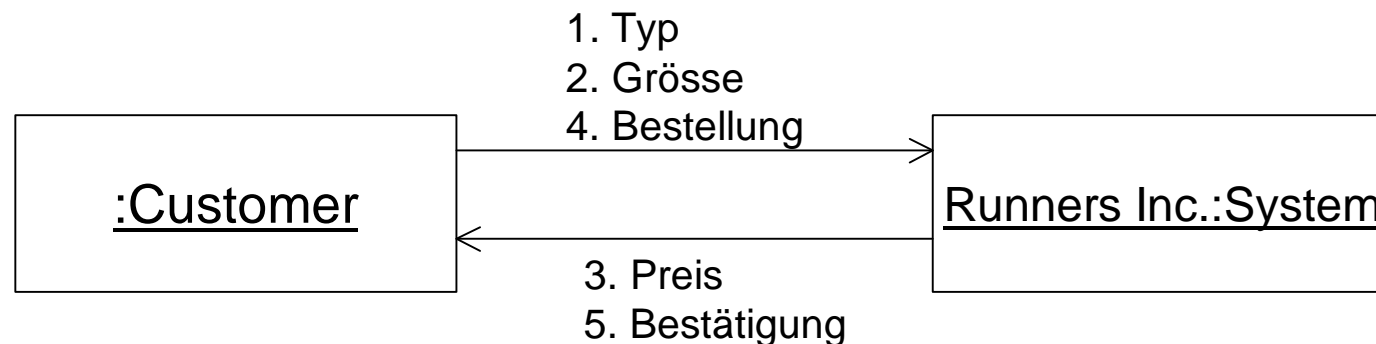 1. Typ
2. Grösse
4. Bestellung
:Customer
Runners Inc.:System
3. Preis
5. Bestätigung